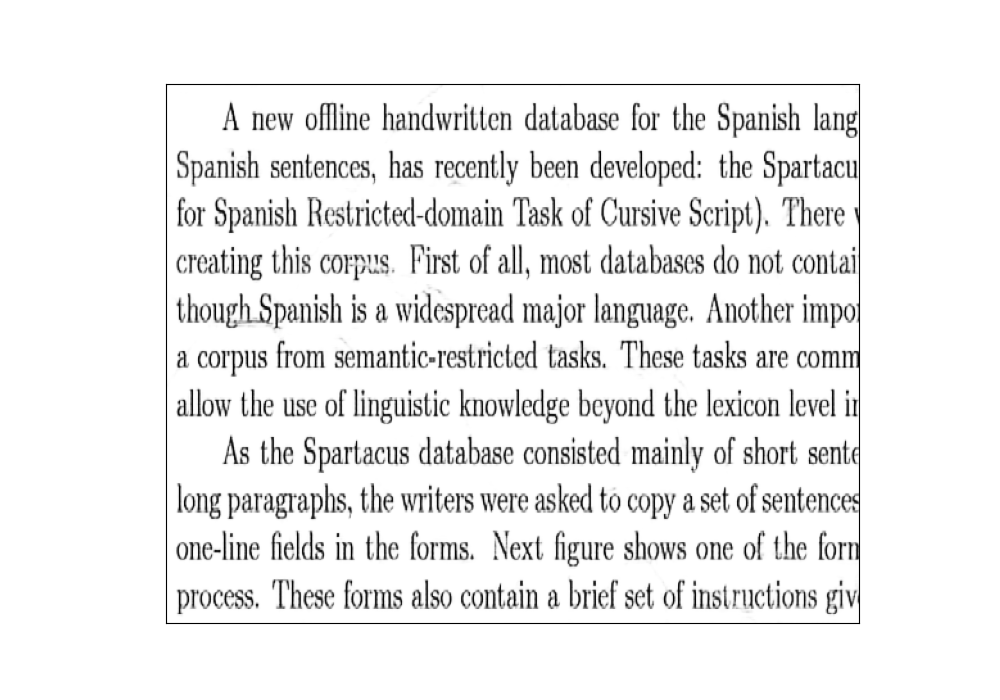 A new offline handwritten database for the Spanish lang
Spanish sentences, has recently been developed: the Spartacu
for Spanish Restricted-domain Task of Cursive Script). There
creating this corpus. First of all, most databases do not contai
though Spanish is a widespread major language. Another impor
a corpus from semantic-restricted tasks. These tasks are comm
allow the use of linguistic knowledge beyond the lexicon level in
As the Spartacus database consisted mainly of short sente
long paragraphs, the writers were asked to copy a set of sentences
one-line fields in the forms. Next figure shows one of the form
process. These forms also contain a brief set of instructions giv